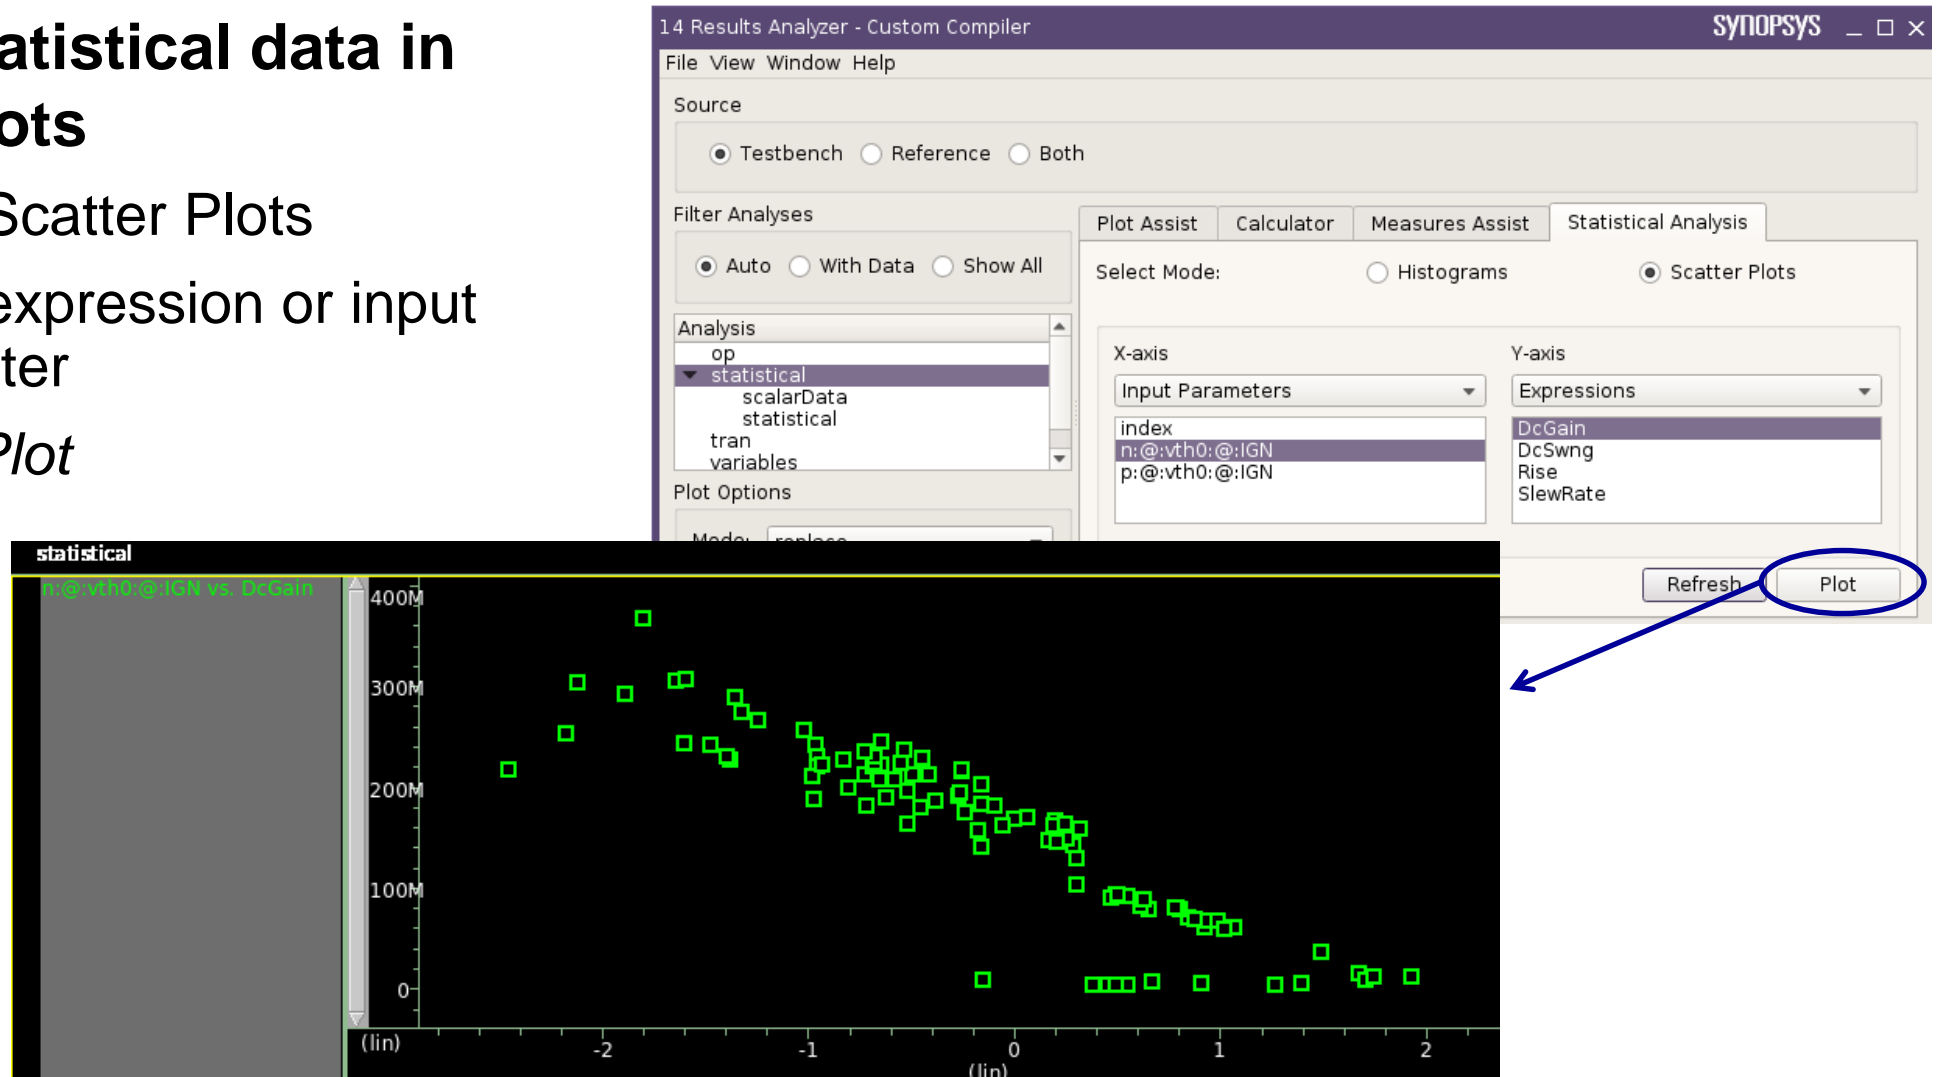 atistical data in
ots
Scatter Plots
expression or input
ter
Plot
14 Results Analyzer - Custom Compiler
SYNOPSYS
File View Window Help
Source
Testbench Reference Both
Filter Analyses
Auto With Data Show All
Analysis
op
statistical
scalarData
statistical
tran
variables
Plot Options
Mode: replace
Plot Assist Calculator Measures Assist Statistical Analysis
Select Mode: Histograms Scatter Plots
X-axis
Input Parameters
index
n:@:vth0:@:IGN
p:@:vth0:@:IGN
Y-axis
Expressions
DcGain
DcSwng
Rise
SlewRate
Refresh Plot
statistical
n:@:vth0:@:IGN vs. DcGain
400M
300M
200M
100M
0
(lin)
-2 -1 0 1 2
(lin)